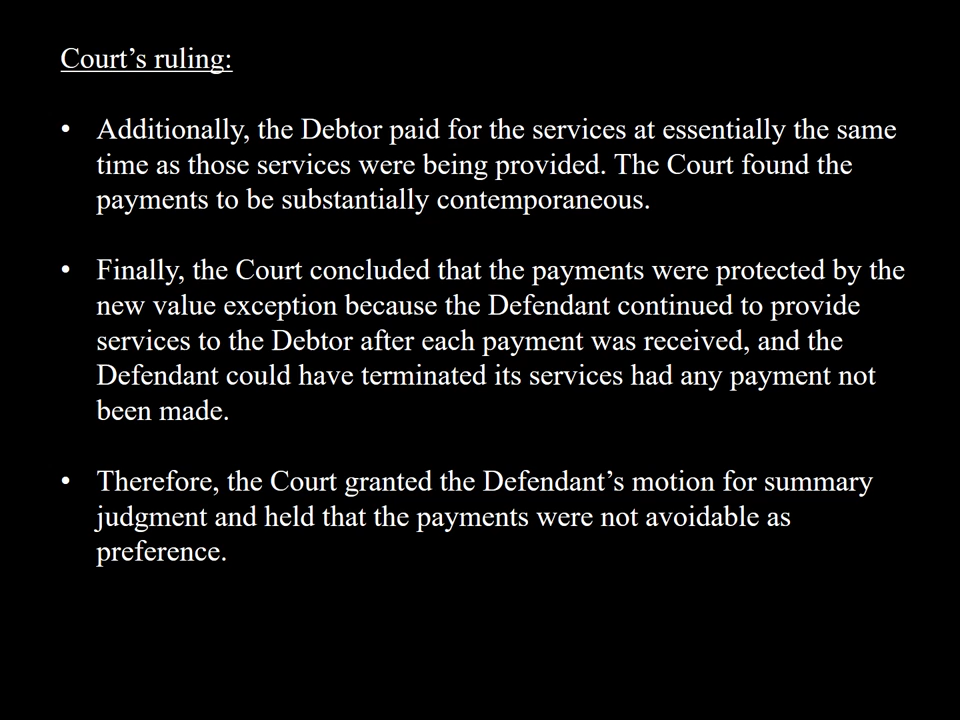 Court’s ruling:
• Additionally, the Debtor paid for the services at essentially the same
time as those services were being provided. The Court found the
payments to be substantially contemporaneous.
• Finally, the Court concluded that the payments were protected by the
new value exception because the Defendant continued to provide
services to the Debtor after each payment was received, and the
Defendant could have terminated its services had any payment not
been made.
• Therefore, the Court granted the Defendant’s motion for summary
judgment and held that the payments were not avoidable as
preference.